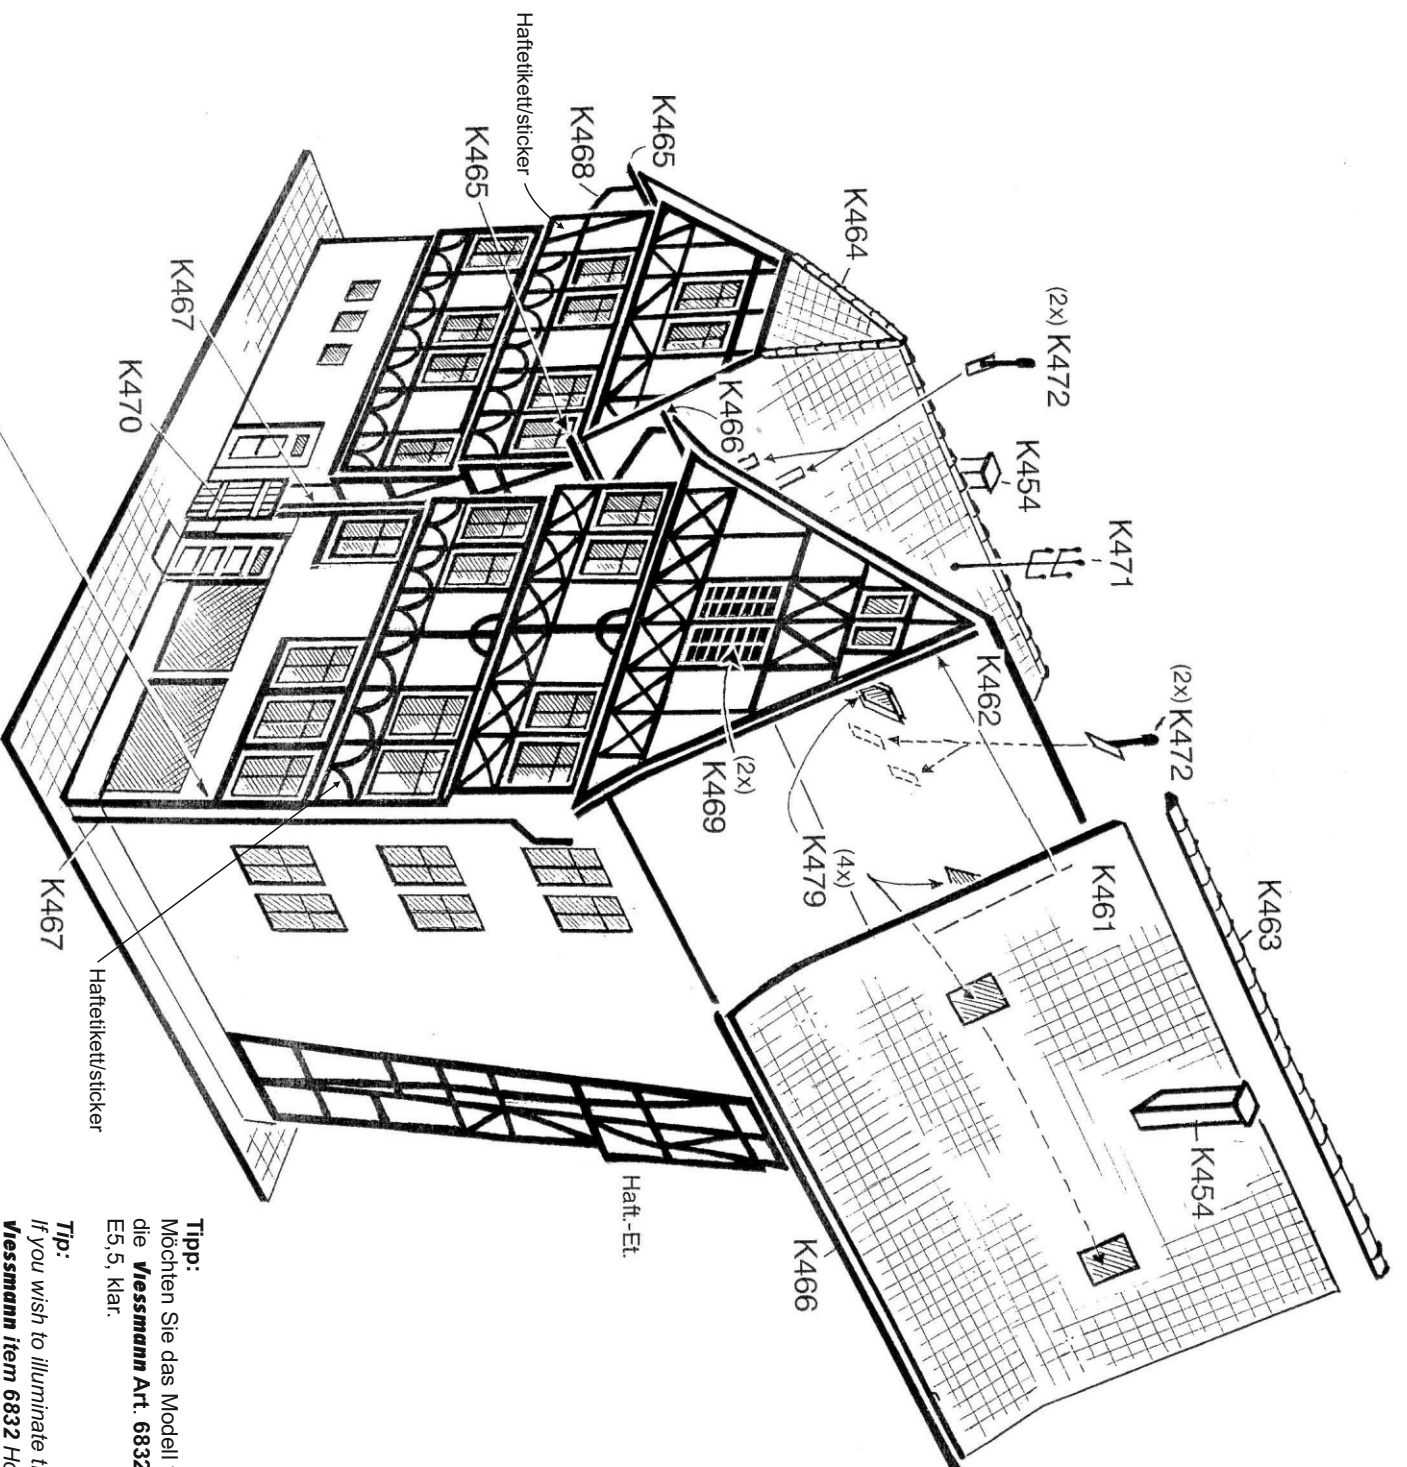 Haftetikett/sticker
K465
K468
K465
K464
(2x) K472
K466
K454
K471
K462
(2x) K472
K467
K470
(2x)
K469
(4x)
K479
K461
K463
K467
Haftetikett/sticker
K454
Haft.-Et.
K466
Tipp:
Möchten Sie das Modell
die Viessmann Art. 6832
E5,5, klar.
Tip:
If you wish to illuminate
Viessmann item 6832